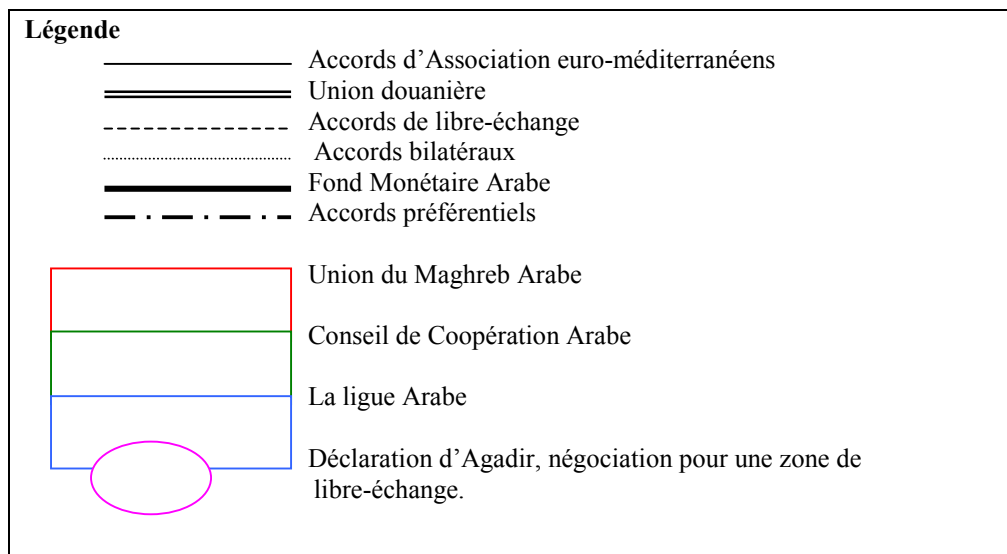 Légende
Accords d'Association euro-méditerranéens
Union douanière
Accords de libre-échange
Accords bilatéraux
Fond Monétaire Arabe
Accords préférentiels
Union du Maghreb Arabe
Conseil de Coopération Arabe
La ligue Arabe
Déclaration d'Agadir, négociation pour une zone de
libre-échange.